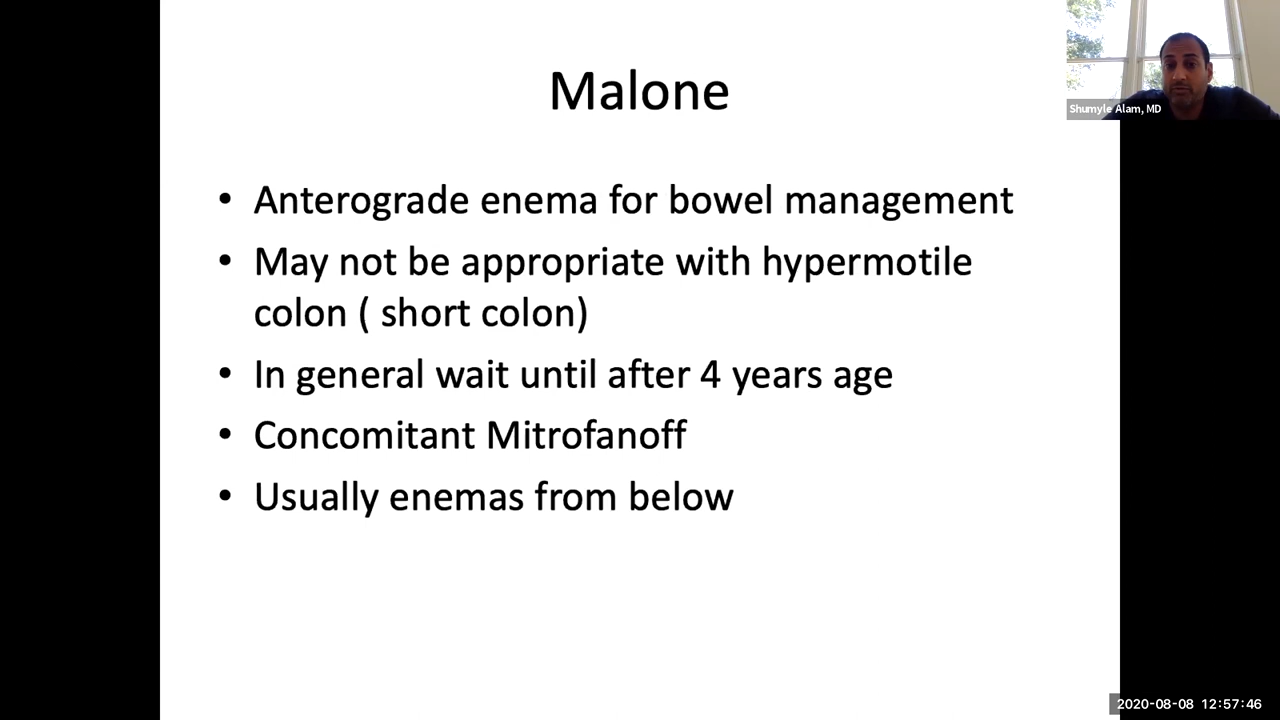 Malone
Shumyle Alam, MD
• Anterograde enema for bowel management
• May not be appropriate with hypermotile
colon ( short colon)
• In general wait until after 4 years age
• Concomitant Mitrofanoff
• Usually enemas from below
2020-08-08 12:57:46